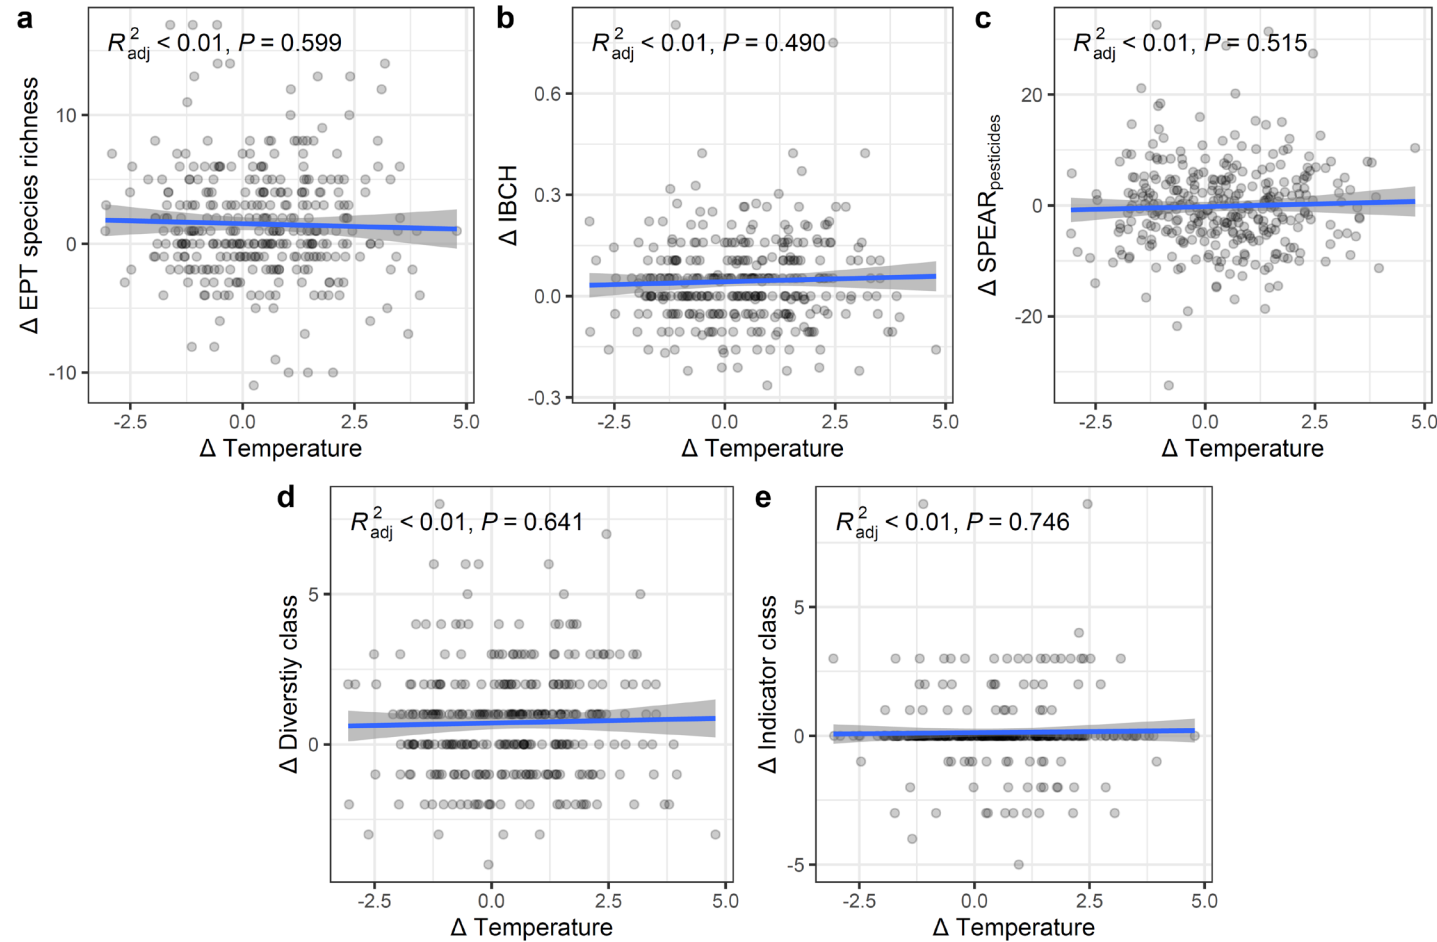 a
R²adj < 0.01, P = 0.599
Δ EPT species richness
10
0
-10
-2.5 0.0 2.5 5.0
Δ Temperature
b
R²adj < 0.01, P = 0.490
Δ IBCH
0.6
0.3
0.0
-0.3
-2.5 0.0 2.5 5.0
Δ Temperature
c
R²adj < 0.01, P = 0.515
Δ SPEARpesticides
20
0
-20
-2.5 0.0 2.5 5.0
Δ Temperature
d
R²adj < 0.01, P = 0.641
Δ Diverstiy class
5
0
-2.5 0.0 2.5 5.0
Δ Temperature
e
R²adj < 0.01, P = 0.746
Δ Indicator class
5
0
-5
-2.5 0.0 2.5 5.0
Δ Temperature